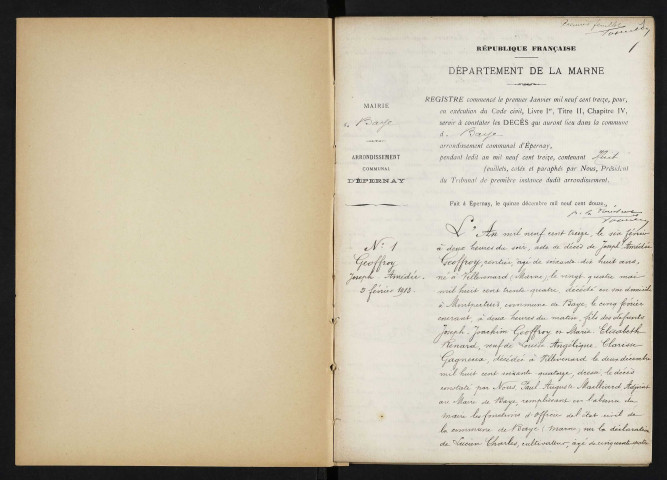 1
RÉPUBLIQUE FRANÇAISE
DÉPARTEMENT DE LA MARNE
MAIRIE
de Baye
ARRONDISSEMENT
COMMUNAL
D'ÉPERNAY
REGISTRE commencé le premier Janvier mil neuf cent treize, pour,
en exécution du Code civil, Livre Ier, Titre II, Chapitre IV,
servir à constater les DÉCÈS qui auront lieu dans la commune
d Baye
arrondissement communal d'Epernay,
pendant ledit an mil neuf cent treize, contenant Huit
feuillets, cotés et paraphés par Nous, Président
du Tribunal de première instance dudit arrondissement.
Fait à Epernay, le quinze décembre mil neuf cent douze.
No 1
Geoffroy
Joseph Amédée
5 février 1913
L'An mil neuf cent treize, le six février
à deux heures du soir, acte de décès de Joseph Amédée
Geoffroy, rentier, âgé de soixante dix huit ans,
né à Villevenard (Marne), le vingt quatre mai
mil huit cent trente quatre, décédé en son domicile
à Montpertuis, commune de Baye, le cinq février
courant, à deux heures du matin, fils des défunts
Joseph Joachim Geoffroy et Marie Elisabeth
Renard, veuf de Louise Angélique Clarisse
décédée à Villevenard le deux décembre
mil huit cent soixante quatorze, dressé le décès
constaté par Nous, Paul Auguste Mailliard, Adjoint
au Maire de Baye, remplissant en l'absence du
maire les fonctions d'officier de l'état civil de
la commune de Baye (Marne), sur la déclaration
de Lucien Charles, cultivateur, âgé de cinquante